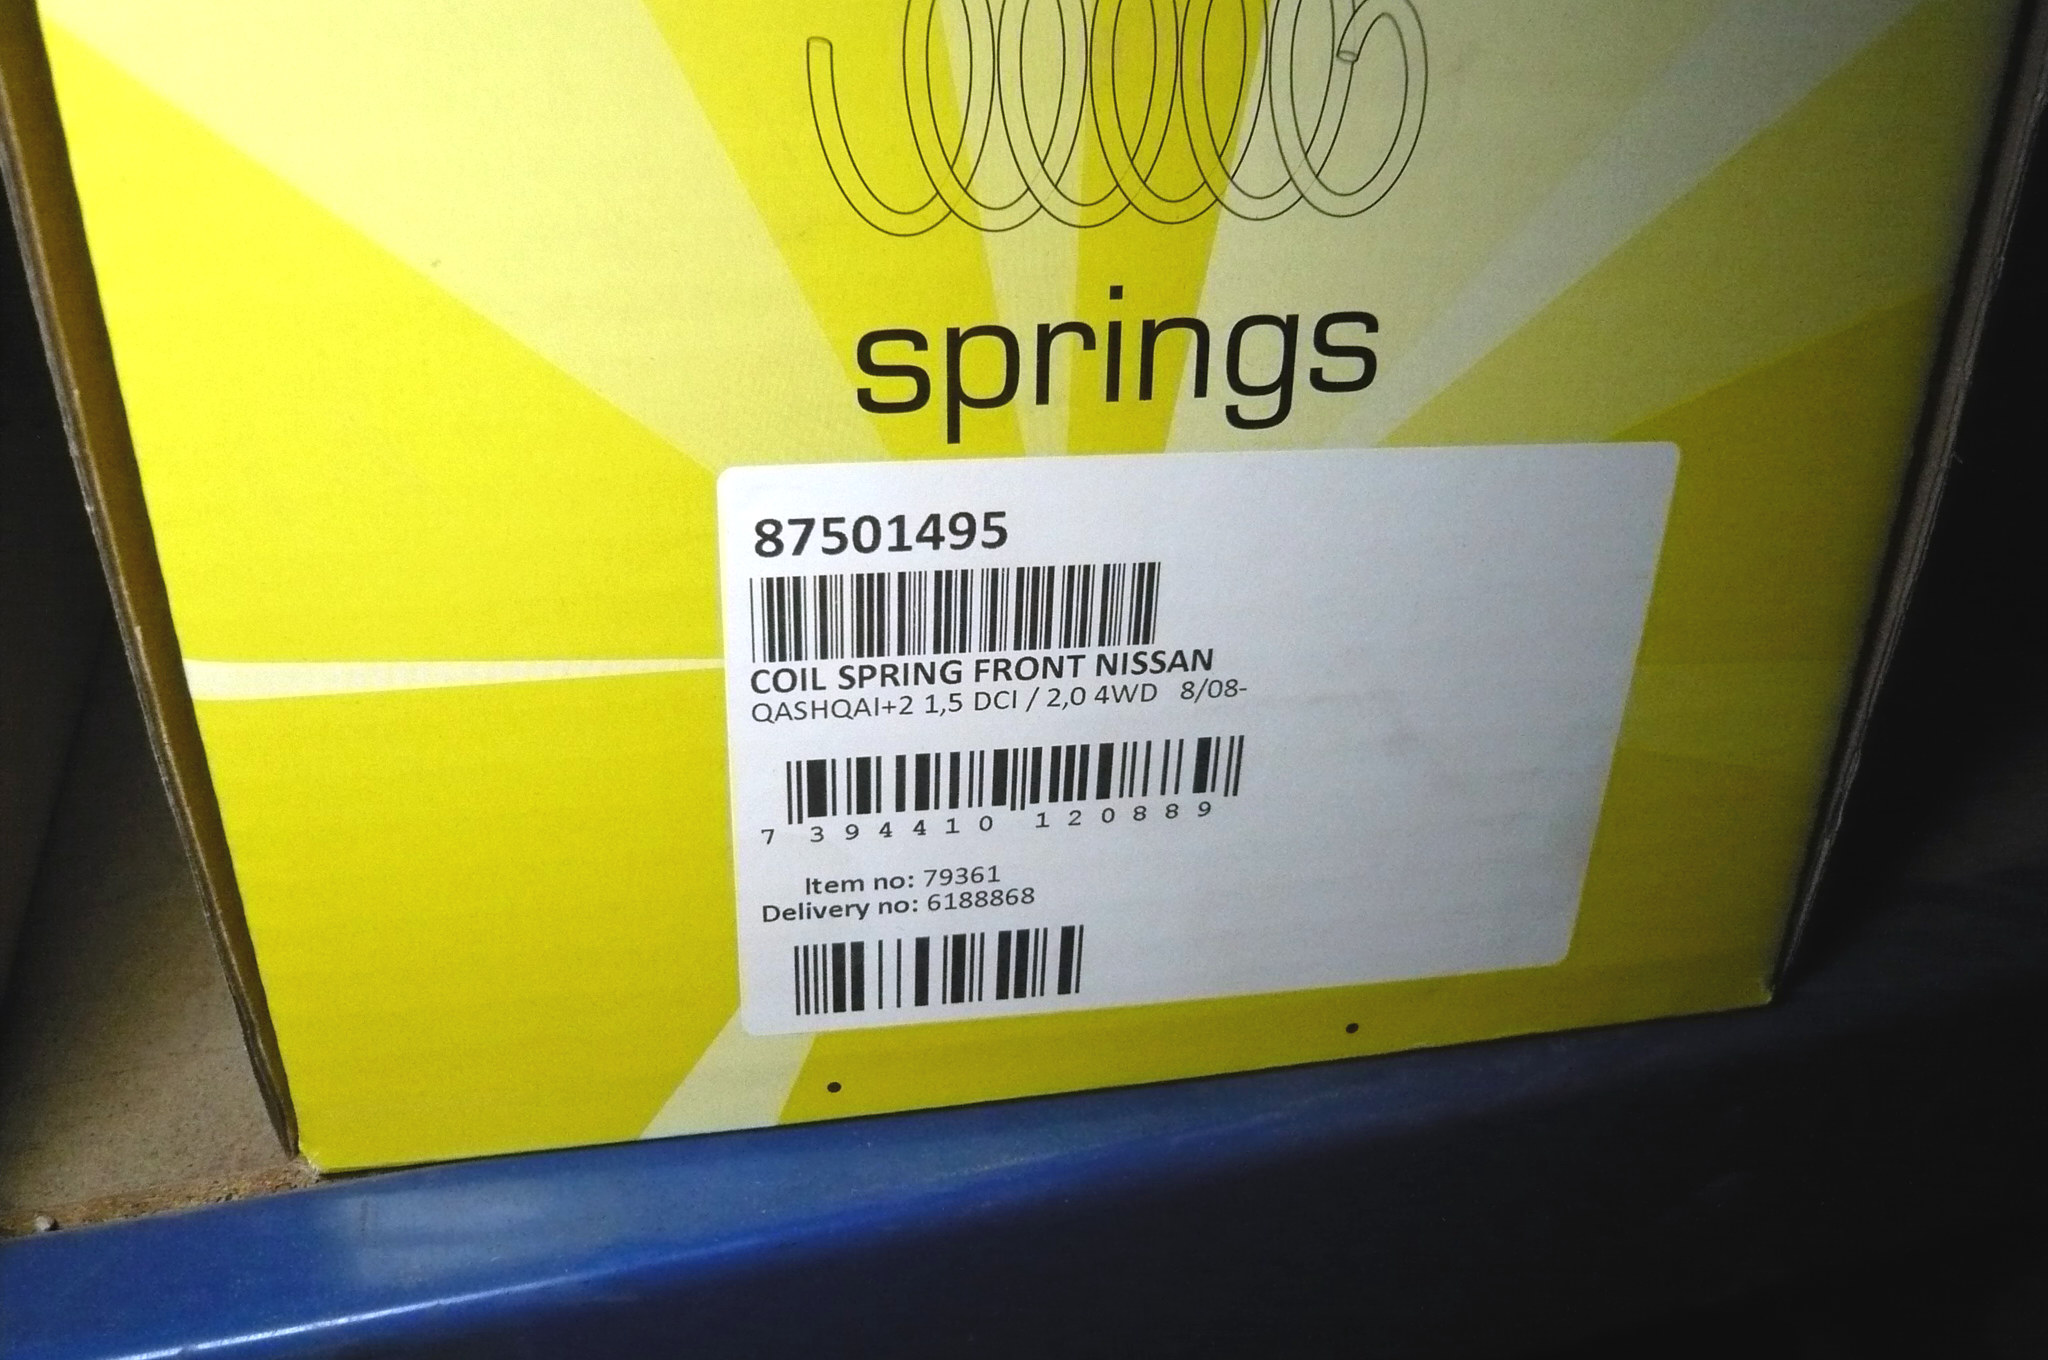 springs
87501495
COIL SPRING FRONT NISSAN
QASHQAI+2 1,5 DCI / 2,0 4WD 8/08-
7 394410 120889
Item no: 79361
Delivery no: 6188868